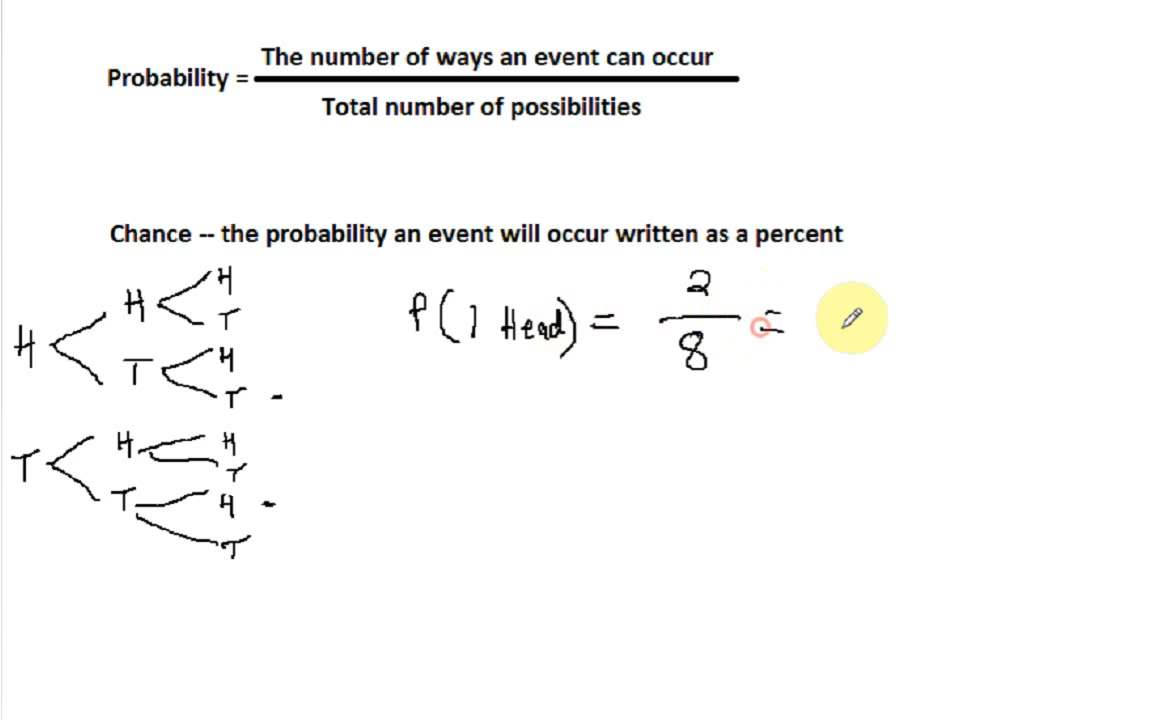 The number of ways an event can occur
Probability =
Total number of possibilities
Chance -- the probability an event will occur written as a percent
H H H
T
T H
T -
P(1 Head) = 2/8 =
T H H
T
T H -
T